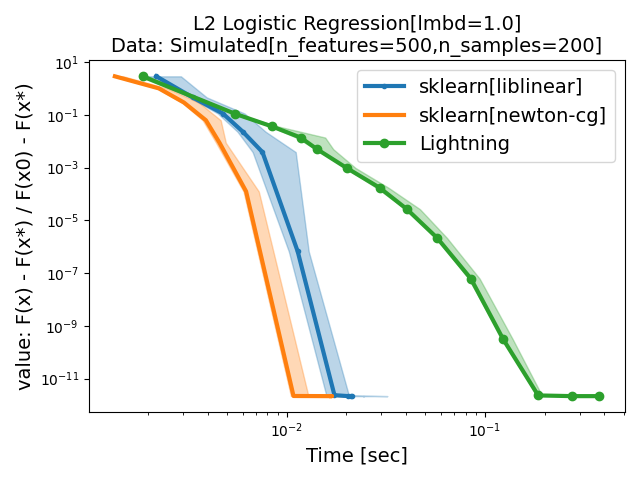 L2 Logistic Regression[lmbd=1.0]
Data: Simulated[n_features=500,n_samples=200]
value: F(x) - F(x*) / F(x0) - F(x*)
10¹
10⁻¹
10⁻³
10⁻⁵
10⁻⁷
10⁻⁹
10⁻¹¹
sklearn[liblinear]
sklearn[newton-cg]
Lightning
10⁻²
10⁻¹
Time [sec]